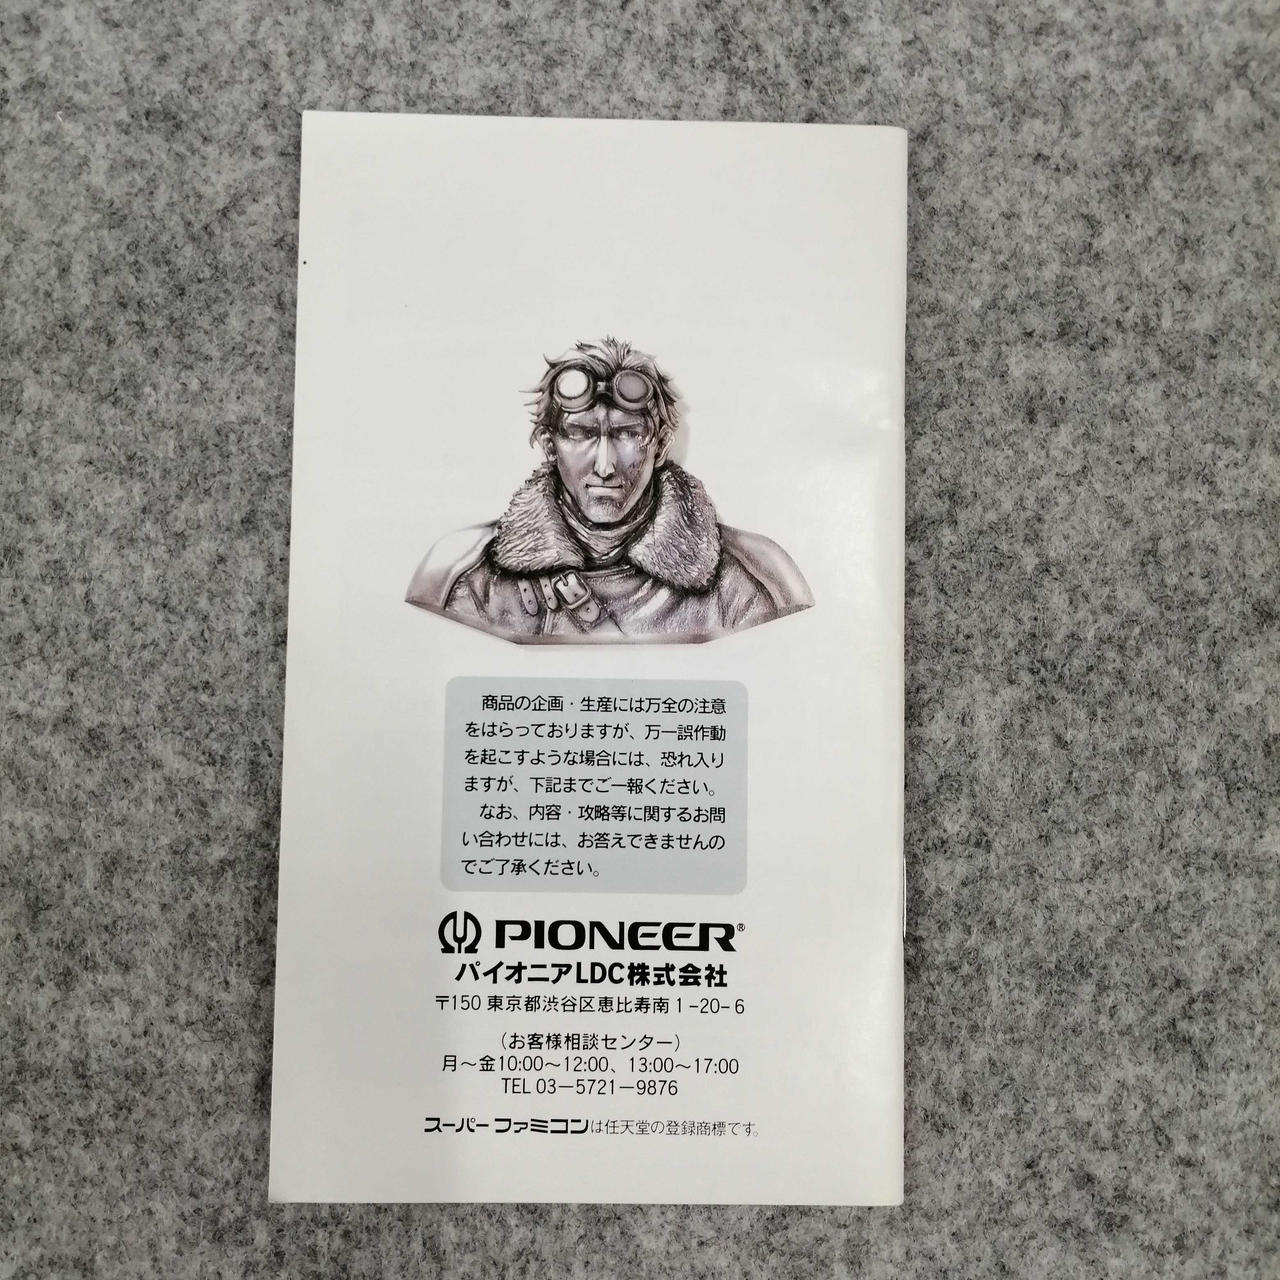 商品の企画・生産には万全の注意
をはらっておりますが、万一誤作動
を起こすような場合には、恐れ入り
ますが、下記までご一報ください。
なお、内容・攻略等に関するお問
い合わせには、お答えできませんの
でご了承ください。
PIONEER®
パイオニアLDC株式会社
〒150 東京都渋谷区恵比寿南1-20-6
(お客様相談センター)
月〜金10:00〜12:00、13:00〜17:00
TEL 03-5721-9876
スーパーファミコンは任天堂の登録商標です。